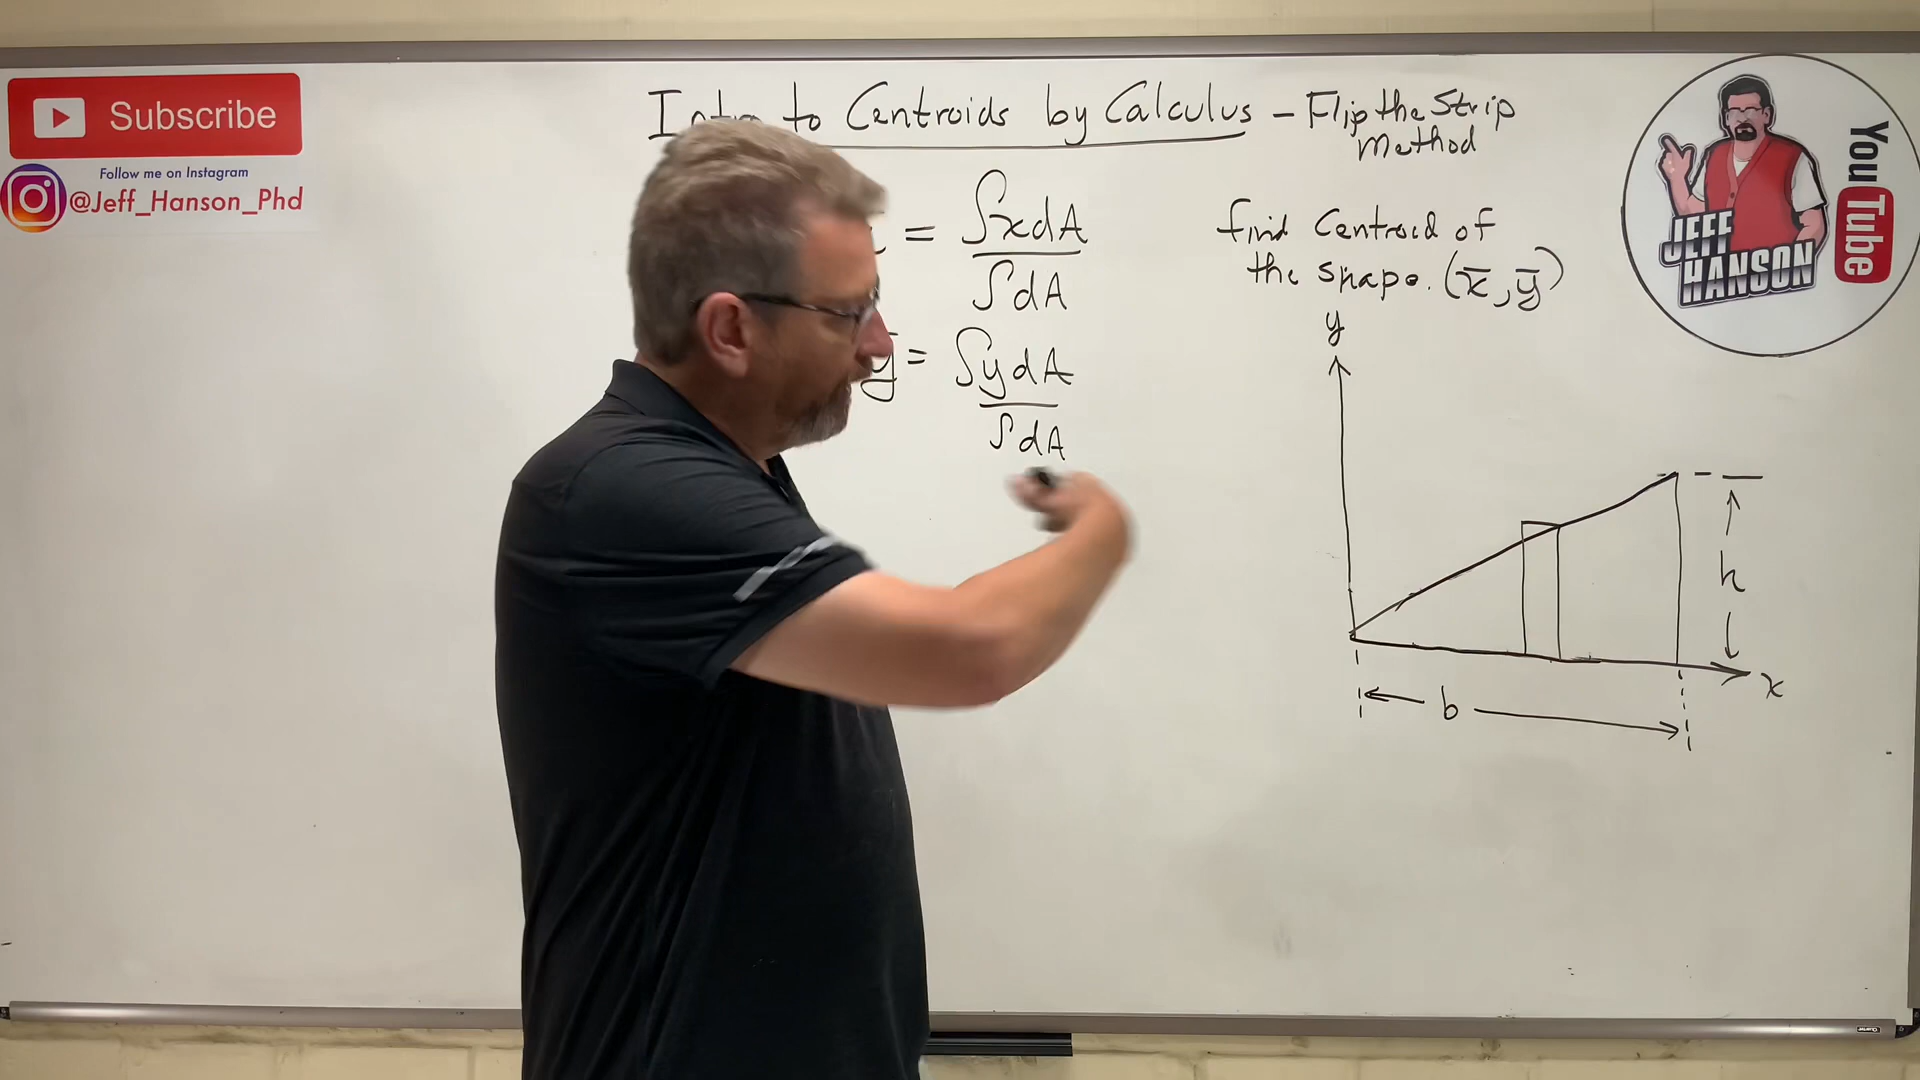 Subscribe
Follow me on Instagram
@Jeff_Hanson_Phd
Intro to Centroids by Calculus - Flip the Strip
Method
= ∫xdA
∫dA
y̅ = ∫ydA
∫dA
find Centroid of
the shape. (x̅, y̅)
y
h
b
x
JEFF
HANSON
YouTube